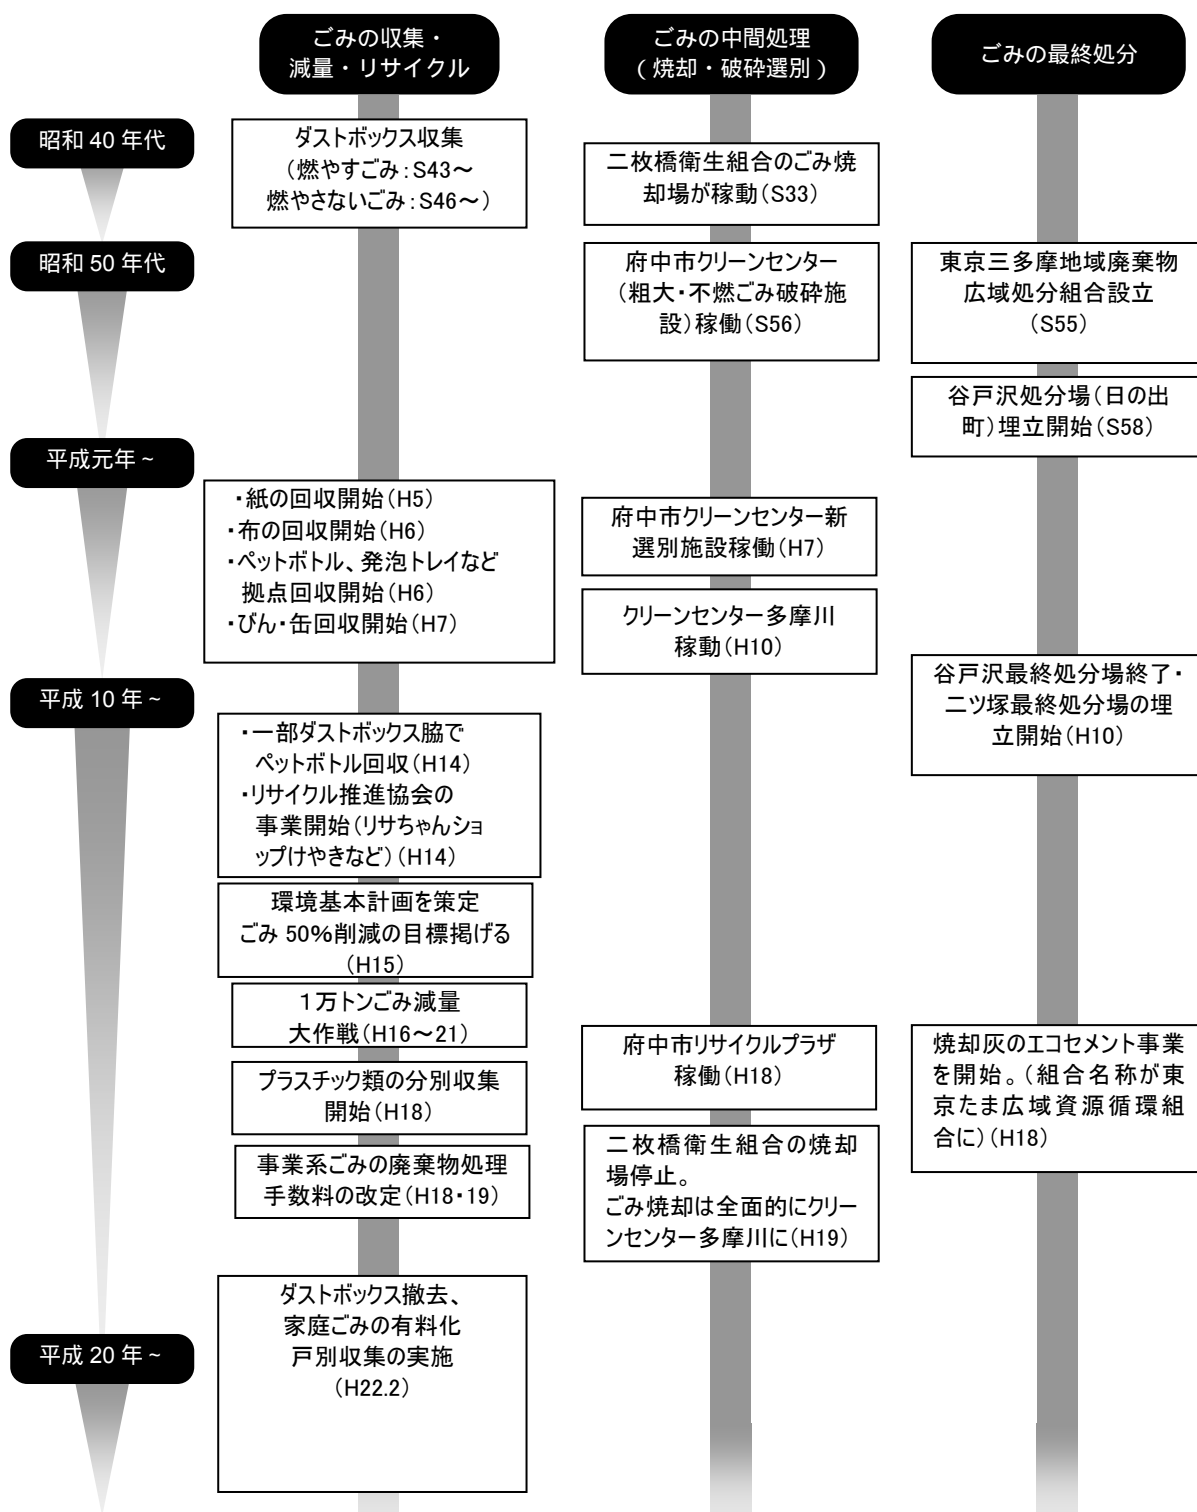 ごみの収集・
減量・リサイクル
ごみの中間処理
(焼却・破砕選別)
ごみの最終処分
昭和 40 年代
ダストボックス収集
(燃やすごみ:S43～
燃やさないごみ:S46～)
二枚橋衛生組合のごみ焼
却場が稼動(S33)
昭和 50 年代
府中市クリーンセンター
(粗大・不燃ごみ破砕施
設)稼働(S56)
東京三多摩地域廃棄物
広域処分組合設立
(S55)
谷戸沢処分場(日の出
町)埋立開始(S58)
平成元年~
・紙の回収開始(H5)
・布の回収開始(H6)
・ペットボトル、発泡トレイなど
拠点回収開始(H6)
・びん・缶回収開始(H7)
府中市クリーンセンター新
選別施設稼働(H7)
クリーンセンター多摩川
稼動(H10)
谷戸沢最終処分場終了・
二ツ塚最終処分場の埋
立開始(H10)
平成 10 年~
・一部ダストボックス脇で
ペットボトル回収(H14)
・リサイクル推進協会の
事業開始(リサちゃんショ
ップけやきなど)(H14)
環境基本計画を策定
ごみ 50%削減の目標掲げる
(H15)
１万トンごみ減量
大作戦(H16～21)
プラスチック類の分別収集
開始(H18)
事業系ごみの廃棄物処理
手数料の改定(H18・19)
府中市リサイクルプラザ
稼働(H18)
二枚橋衛生組合の焼却
場停止。
ごみ焼却は全面的にクリー
ンセンター多摩川に(H19)
焼却灰のエコセメント事業
を開始。(組合名称が東
京たま広域資源循環組
合に)(H18)
平成 20 年~
ダストボックス撤去、
家庭ごみの有料化
戸別収集の実施
(H22.2)